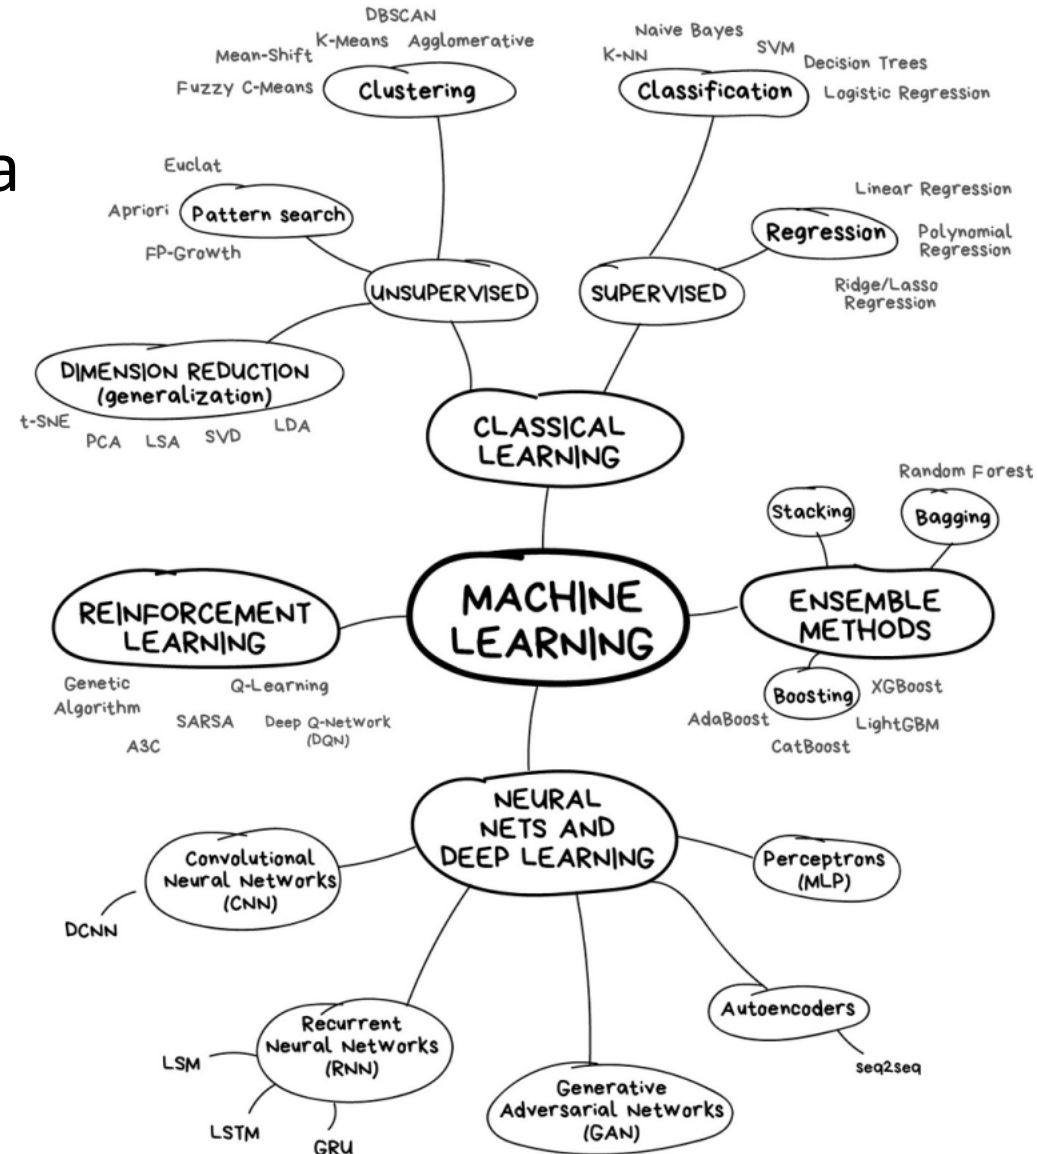 DBSCAN
K-Means Agglomerative
Mean-Shift
Fuzzy C-Means
Clustering
Naive Bayes
K-NN
SVM
Decision Trees
Logistic Regression
Classification
a
Euclat
Apriori
FP-Growth
Pattern search
Linear Regression
Regression
Polynomial
Regression
Ridge/Lasso
Regression
UNSUPERVISED
SUPERVISED
DIMENSION REDUCTION
(generalization)
t-SNE
PCA
LSA
SVD
LDA
CLASSICAL
LEARNING
Random Forest
Stacking
Bagging
MACHINE
LEARNING
REINFORCEMENT
LEARNING
Genetic
Algorithm
Q-Learning
SARSA
Deep Q-Network
(DQN)
A3C
ENSEMBLE
METHODS
Boosting
XGBoost
AdaBoost
LightGBM
CatBoost
NEURAL
NETS AND
DEEP LEARNING
Convolutional
Neural Networks
(CNN)
DCNN
Perceptrons
(MLP)
Recurrent
Neural Networks
(RNN)
LSM
LSTM
GRU
Generative
Adversarial Networks
(GAN)
Autoencoders
seq2seq